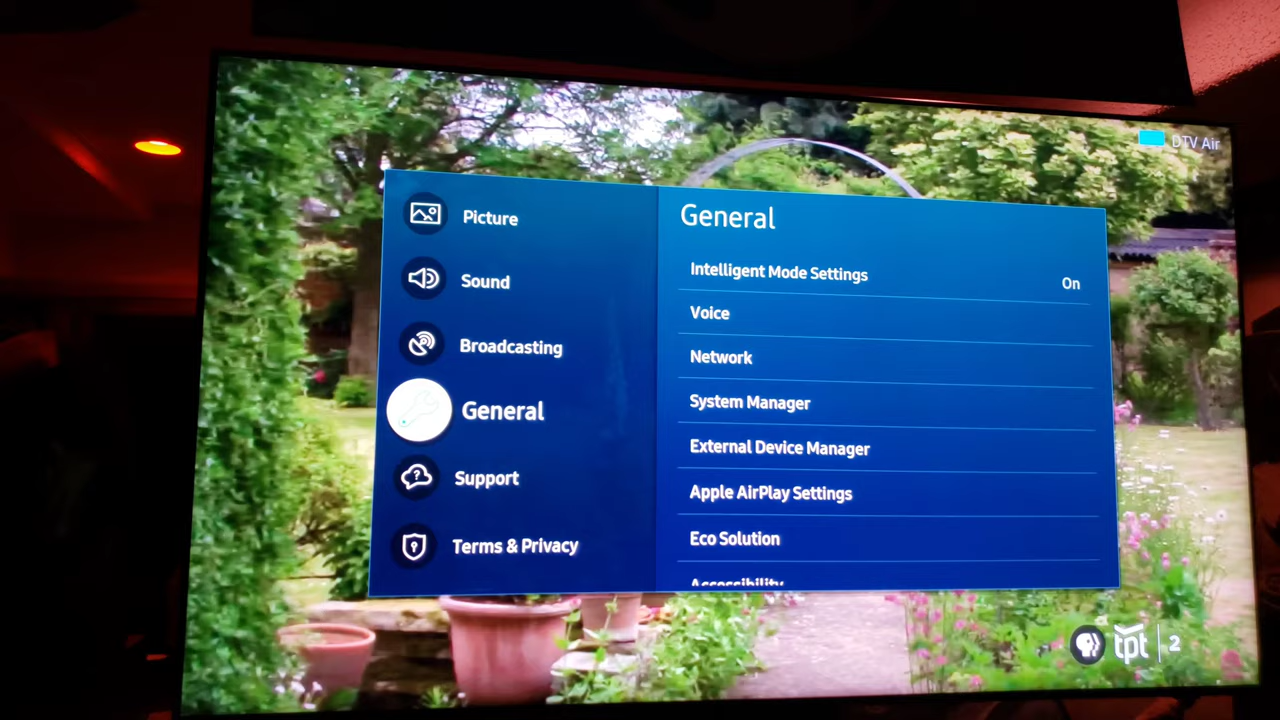 DTV Air
Picture
Sound
Broadcasting
General
Support
Terms & Privacy
General
Intelligent Mode Settings On
Voice
Network
System Manager
External Device Manager
Apple AirPlay Settings
Eco Solution
Accessibility
tpt 2